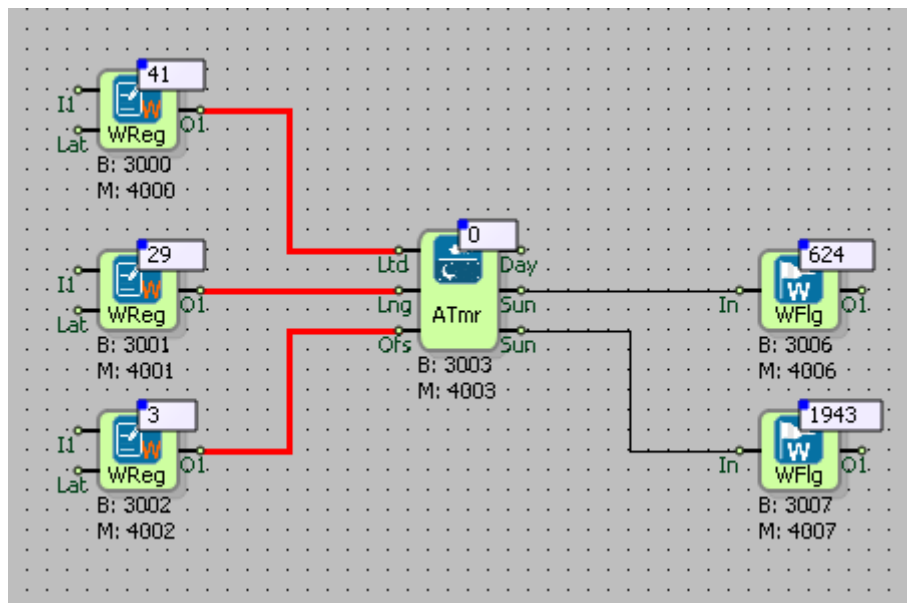 41
I1
O1
Lat
W
WReg
B: 3000
M: 4000
29
I1
O1
Lat
W
WReg
B: 3001
M: 4001
3
I1
O1
Lat
W
WReg
B: 3002
M: 4002
0
Ltd
Day
Lng
Sun
ATmr
Ofs
Sun
B: 3003
M: 4003
624
In
O1
W
WFlg
B: 3006
M: 4006
1943
In
O1
W
WFlg
B: 3007
M: 4007